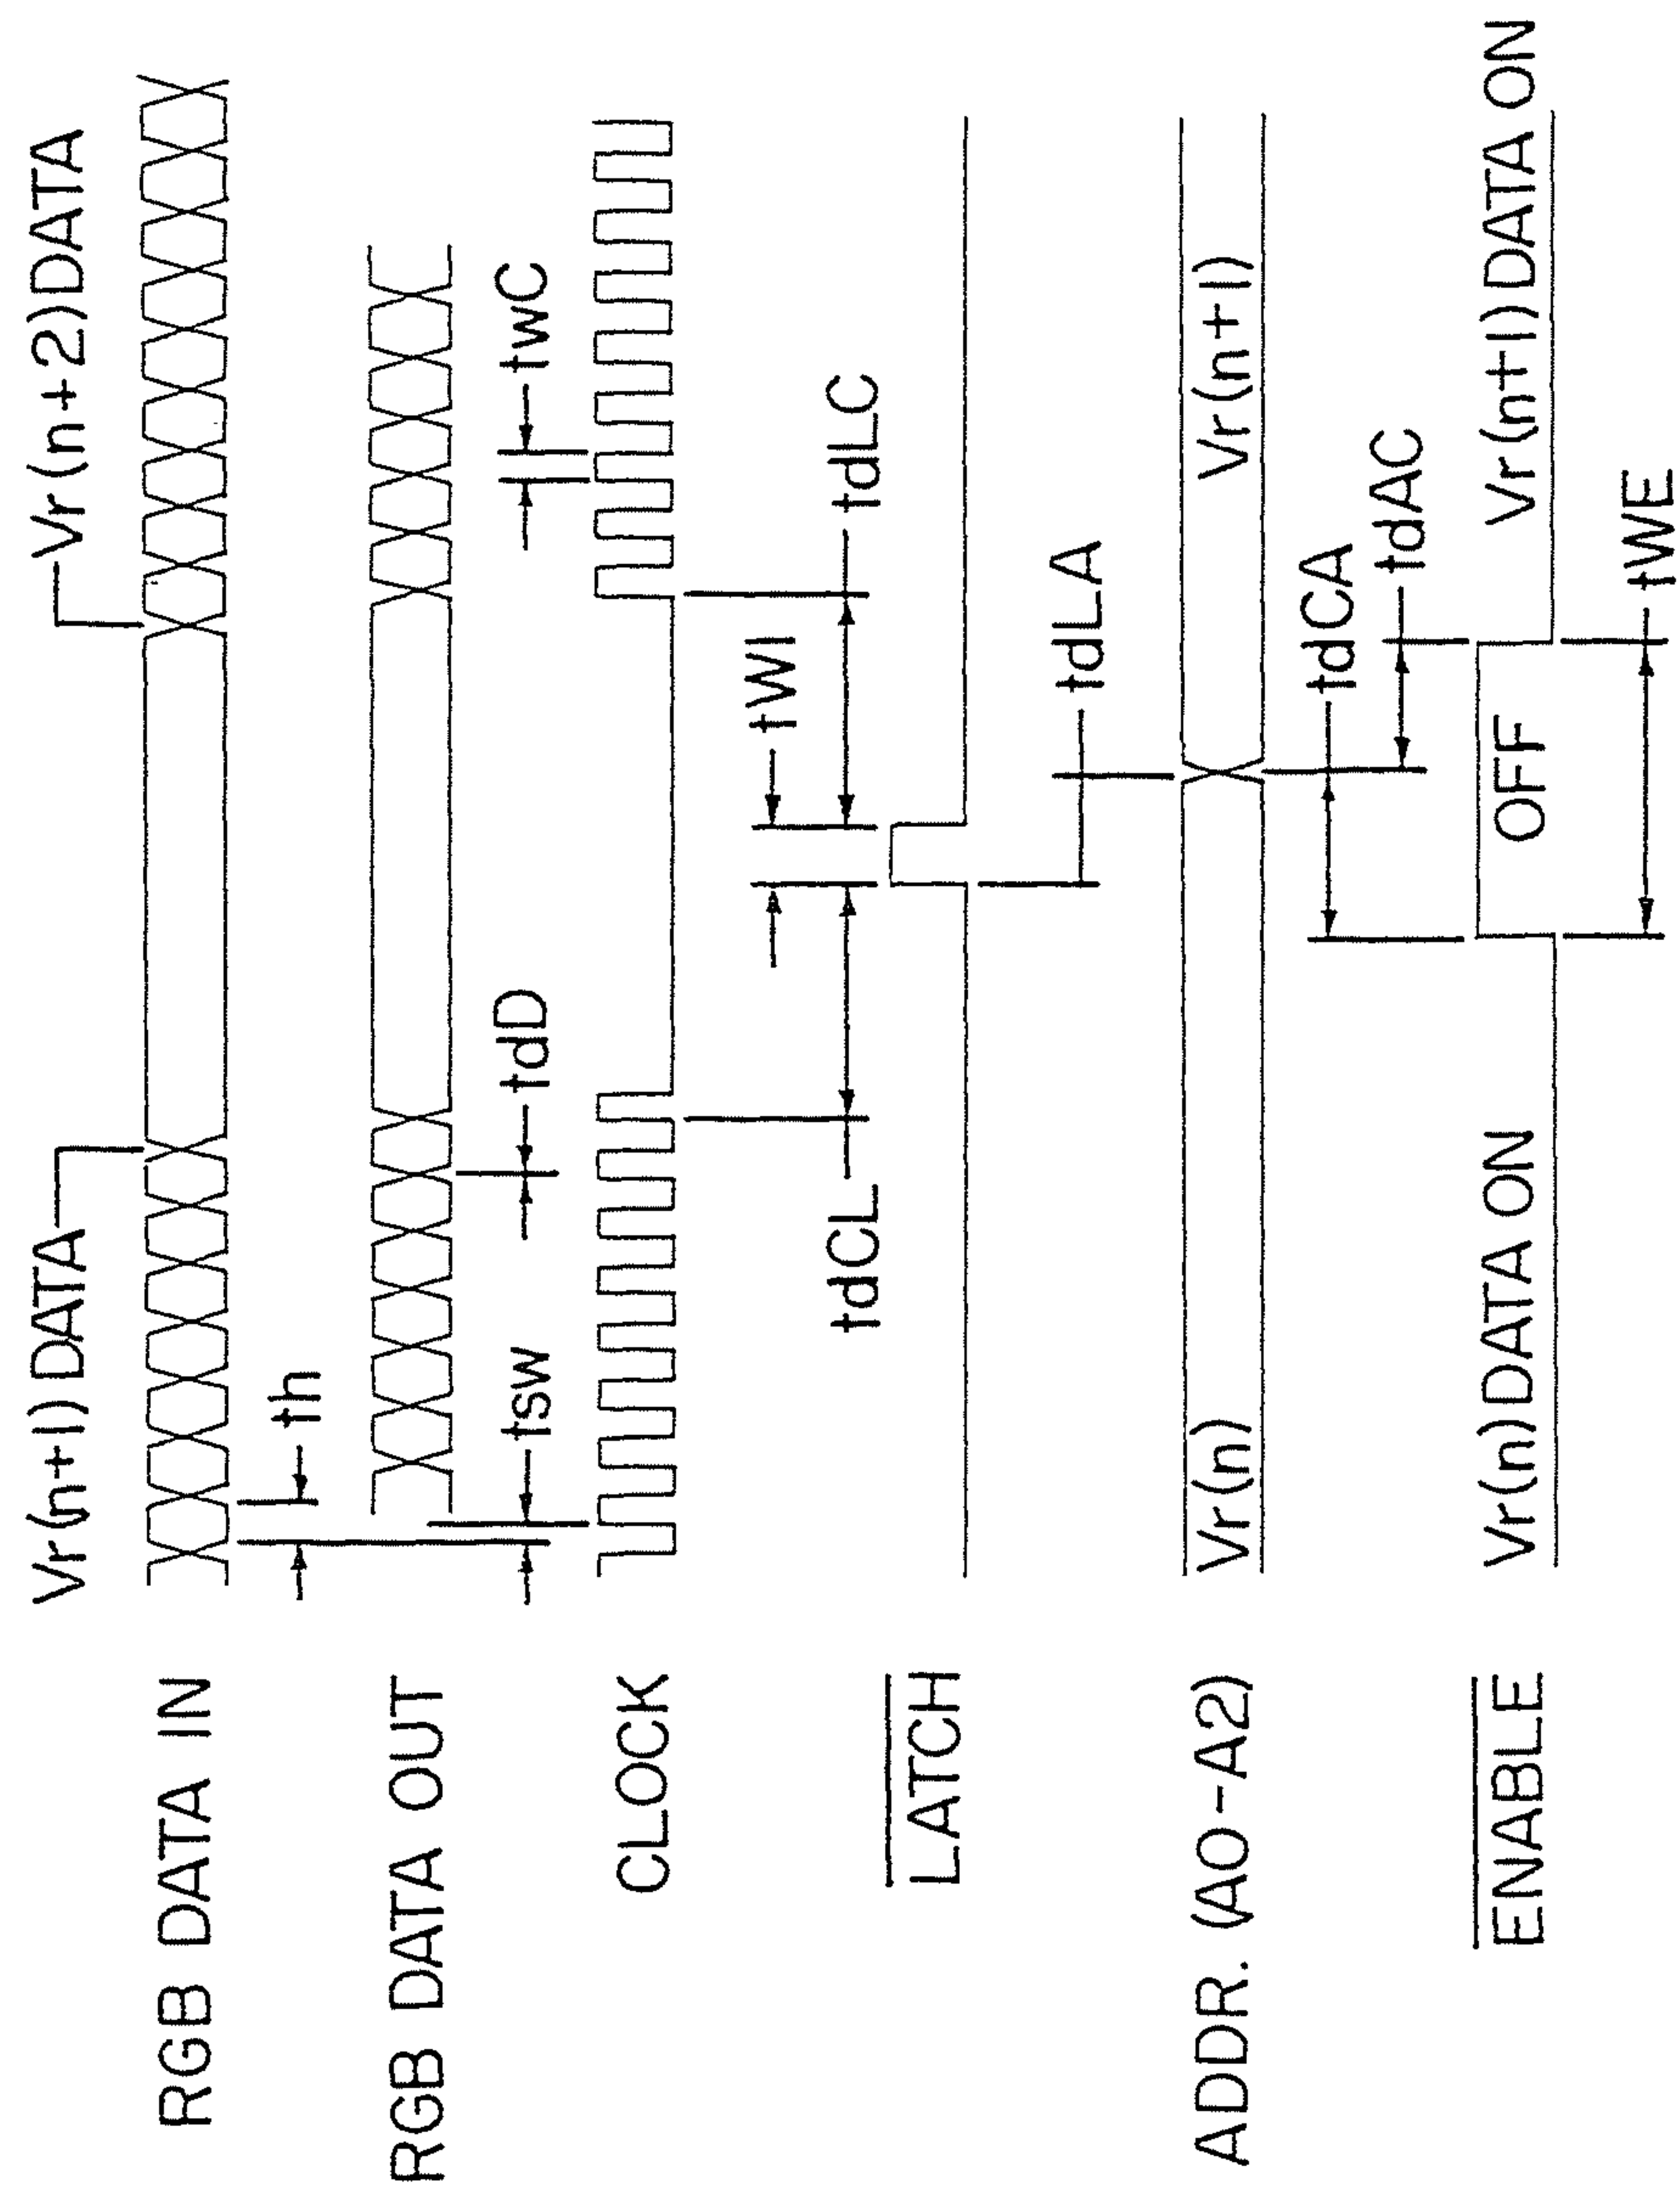 Vr(n+1) DATA
Vr(n+2) DATA
RGB DATA IN
th
RGB DATA OUT
tsw
tdD
twC
CLOCK
tWl
tdCL
tdLC
LATCH
tdLA
ADDR. (A0-A2)
Vr(n)
Vr(n+1)
tdCA
tdAC
ENABLE
Vr(n) DATA ON
OFF
Vr(n+1) DATA ON
tWE